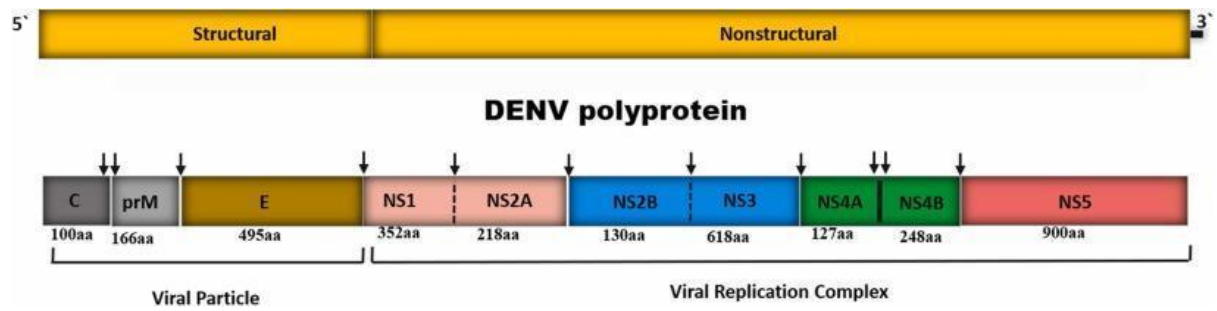 5` Structural Nonstructural 3`
DENV polyprotein
C prM E NS1 NS2A NS2B NS3 NS4A NS4B NS5
100aa 166aa 495aa 352aa 218aa 130aa 618aa 127aa 248aa 900aa
Viral Particle Viral Replication Complex